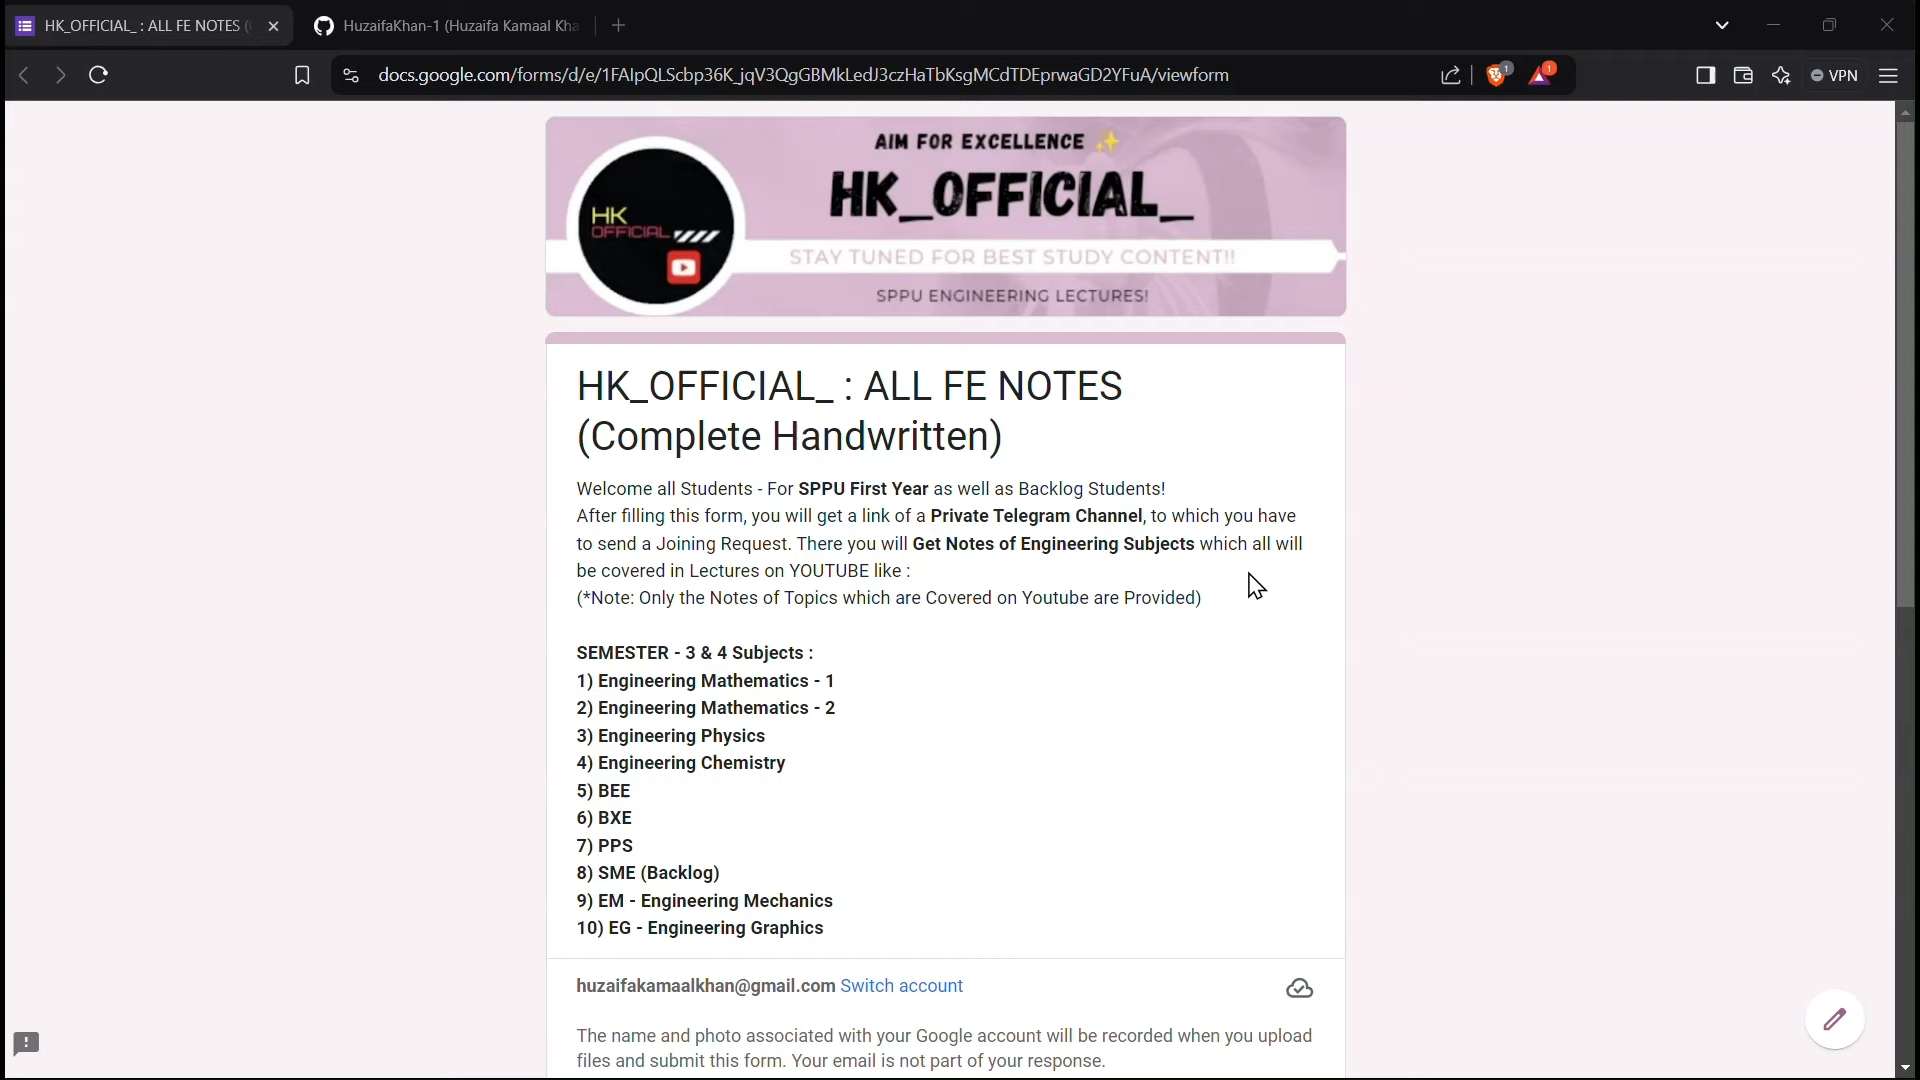 HK_OFFICIAL_ : ALL FE NOTES
HuzaifaKhan-1 (Huzaifa Kamaal Kha
docs.google.com/forms/d/e/1FAIpQLScbp36K_jqV3QgGBMkLedJ3czHaTbKsgMCdTDEprwaGD2YFuA/viewform
1
1
VPN
AIM FOR EXCELLENCE ✨
HK_OFFICIAL_
HK
OFFICIAL
STAY TUNED FOR BEST STUDY CONTENT!!
SPPU ENGINEERING LECTURES!
HK_OFFICIAL_ : ALL FE NOTES
(Complete Handwritten)
Welcome all Students - For SPPU First Year as well as Backlog Students!
After filling this form, you will get a link of a Private Telegram Channel, to which you have
to send a Joining Request. There you will Get Notes of Engineering Subjects which all will
be covered in Lectures on YOUTUBE like :
(*Note: Only the Notes of Topics which are Covered on Youtube are Provided)
SEMESTER - 3 & 4 Subjects :
1) Engineering Mathematics - 1
2) Engineering Mathematics - 2
3) Engineering Physics
4) Engineering Chemistry
5) BEE
6) BXE
7) PPS
8) SME (Backlog)
9) EM - Engineering Mechanics
10) EG - Engineering Graphics
huzaifakamaalkhan@gmail.com Switch account
The name and photo associated with your Google account will be recorded when you upload
files and submit this form. Your email is not part of your response.